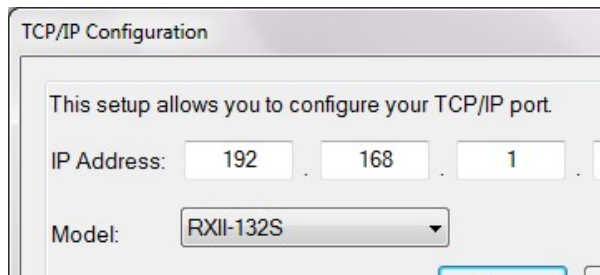 TCP/IP Configuration
This setup allows you to configure your TCP/IP port.
IP Address: 192 . 168 . 1 .
Model: RXII-132S